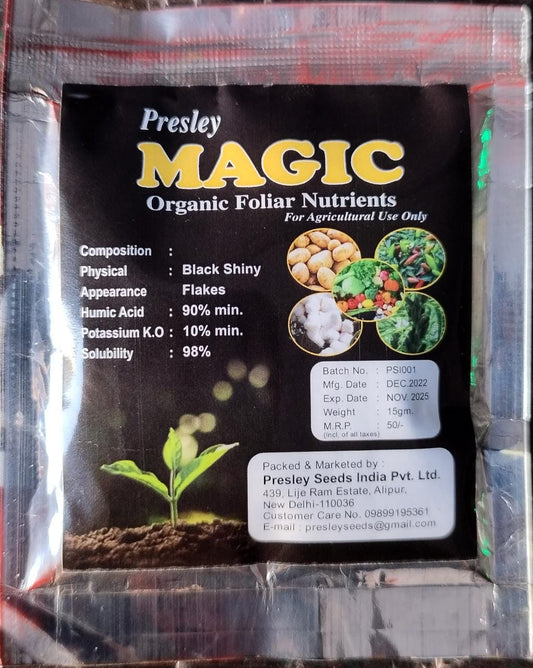 Presley
MAGIC
Organic Foliar Nutrients
For Agricultural Use Only
Composition :
Physical : Black Shiny
Appearance Flakes
Humic Acid : 90% min.
Potassium K.O : 10% min.
Solubility : 98%
Batch No. : PSI001
Mfg. Date : DEC.2022
Exp. Date : NOV. 2025
Weight : 15gm.
M.R.P. : 50/-
(Incl. of all taxes)
Packed & Marketed by :
Presley Seeds India Pvt. Ltd.
439, Lije Ram Estate, Alipur,
New Delhi-110036
Customer Care No. 09899195361
E-mail : presleyseeds@gmail.com